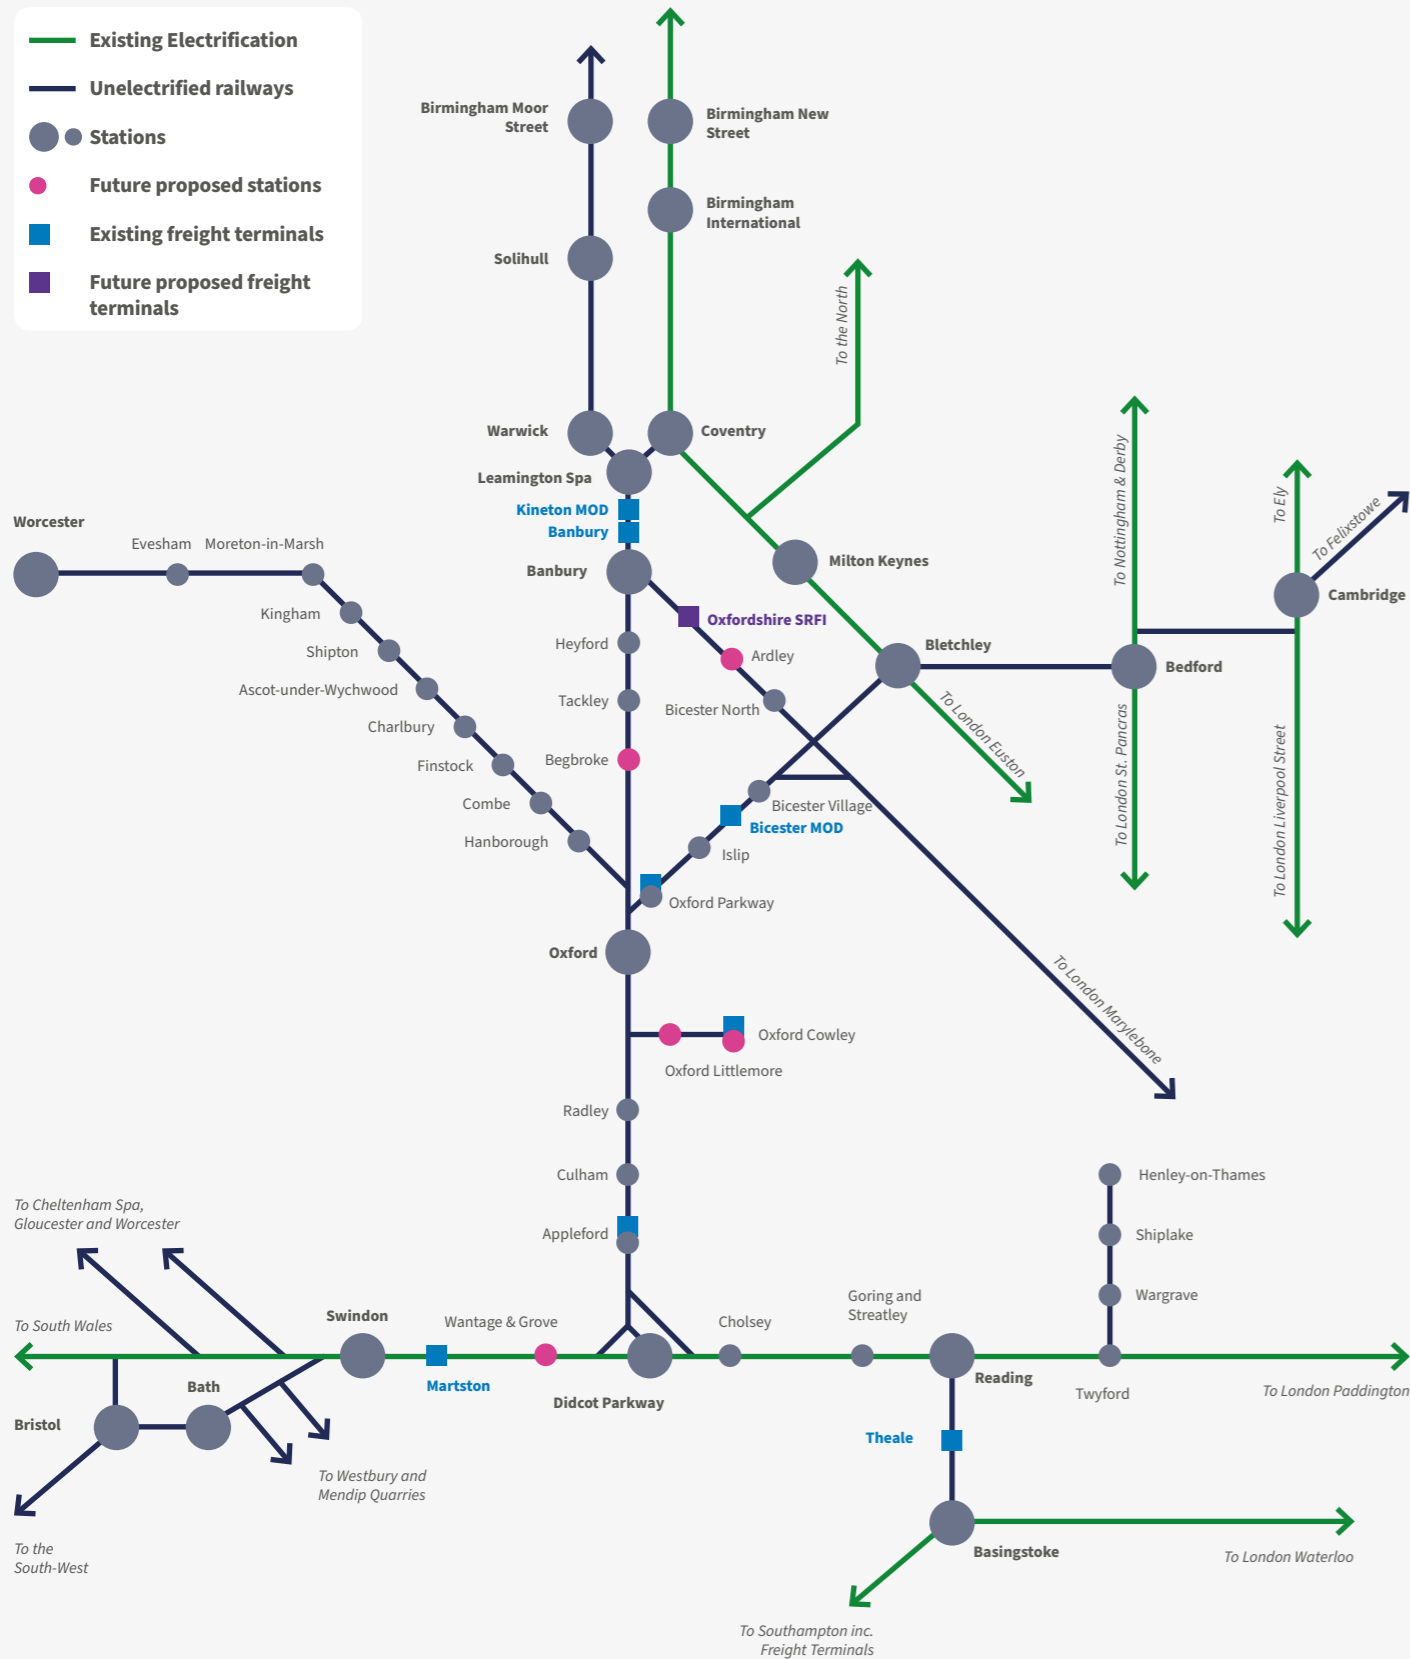 Existing Electrification
Unelectrified railways
Stations
Future proposed stations
Existing freight terminals
Future proposed freight
terminals
Birmingham Moor
Street
Birmingham New
Street
Birmingham
International
Solihull
To the North
Warwick
Coventry
Leamington Spa
Kineton MOD
Banbury
Banbury
Worcester
Evesham
Moreton-in-Marsh
Kingham
Shipton
Ascot-under-Wychwood
Charlbury
Finstock
Combe
Hanborough
Heyford
Tackley
Begbroke
Oxfordshire SRFI
Ardley
Bicester North
Milton Keynes
Bletchley
To London Euston
Bedford
To Nottingham & Derby
To London St. Pancras
To Ely
To Felixstowe
Cambridge
To London Liverpool Street
Bicester Village
Bicester MOD
Islip
Oxford Parkway
Oxford
To London Marylebone
Oxford Cowley
Oxford Littlemore
Radley
Culham
Appleford
Henley-on-Thames
Shiplake
Wargrave
To Cheltenham Spa,
Gloucester and Worcester
To South Wales
Swindon
Wantage & Grove
Cholsey
Goring and
Streatley
Martston
Didcot Parkway
Reading
Twyford
To London Paddington
Bath
Bristol
Theale
To Westbury and
Mendip Quarries
To the
South-West
Basingstoke
To London Waterloo
To Southampton inc.
Freight Terminals